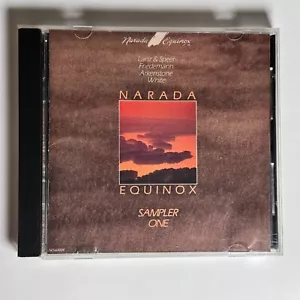 Narada Equinox
Lanz & Speer
Friedemann
Arkenstone
White
NARADA
EQUINOX
SAMPLER
ONE